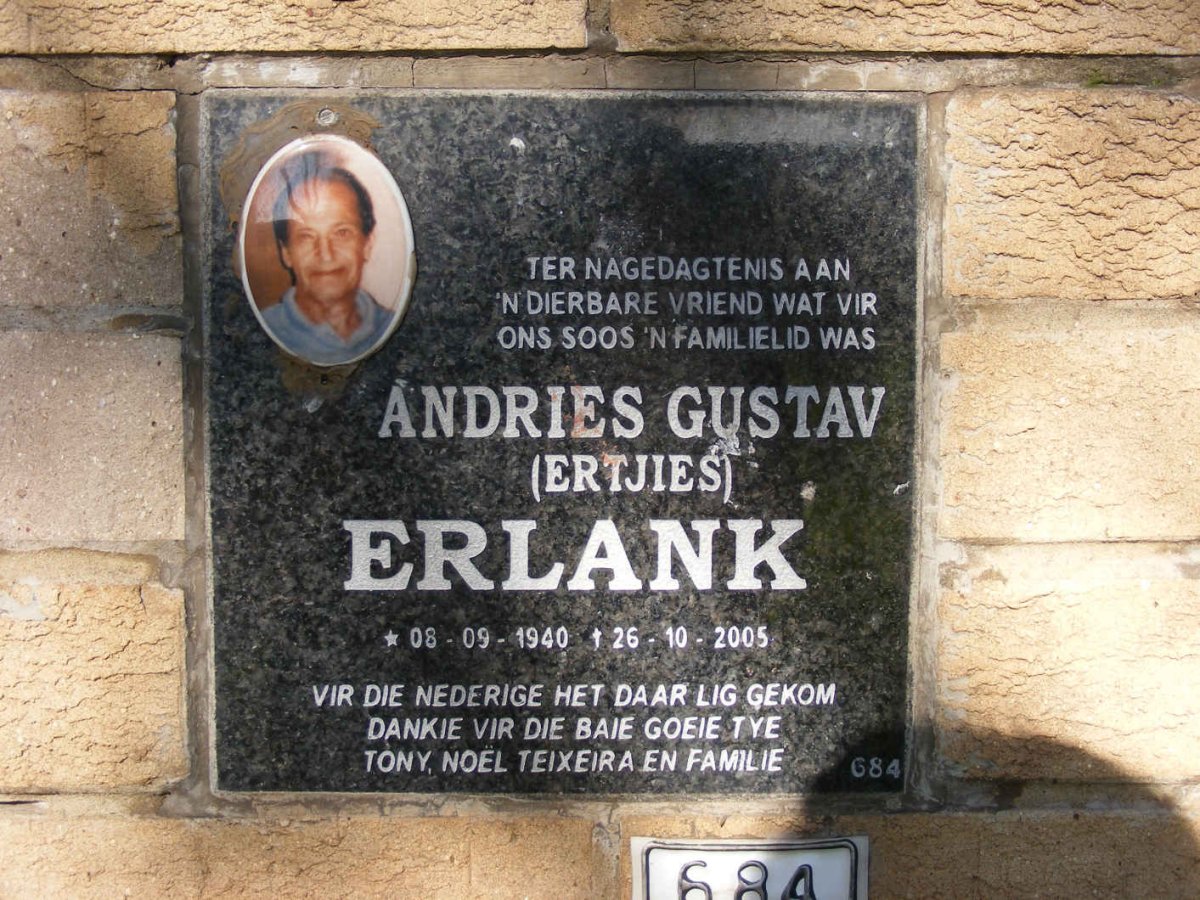 TER NAGEDAGTENIS AAN
'N DIERBARE VRIEND WAT VIR
ONS SOOS 'N FAMILIELID WAS
ANDRIES GUSTAV
(ERTJIES)
ERLANK
★ 08 - 09 - 1940 ✝ 26 - 10 - 2005
VIR DIE NEDERIGE HET DAAR LIG GEKOM
DANKIE VIR DIE BAIE GOEIE TYE
TONY, NOËL TEIXEIRA EN FAMILIE
684
684